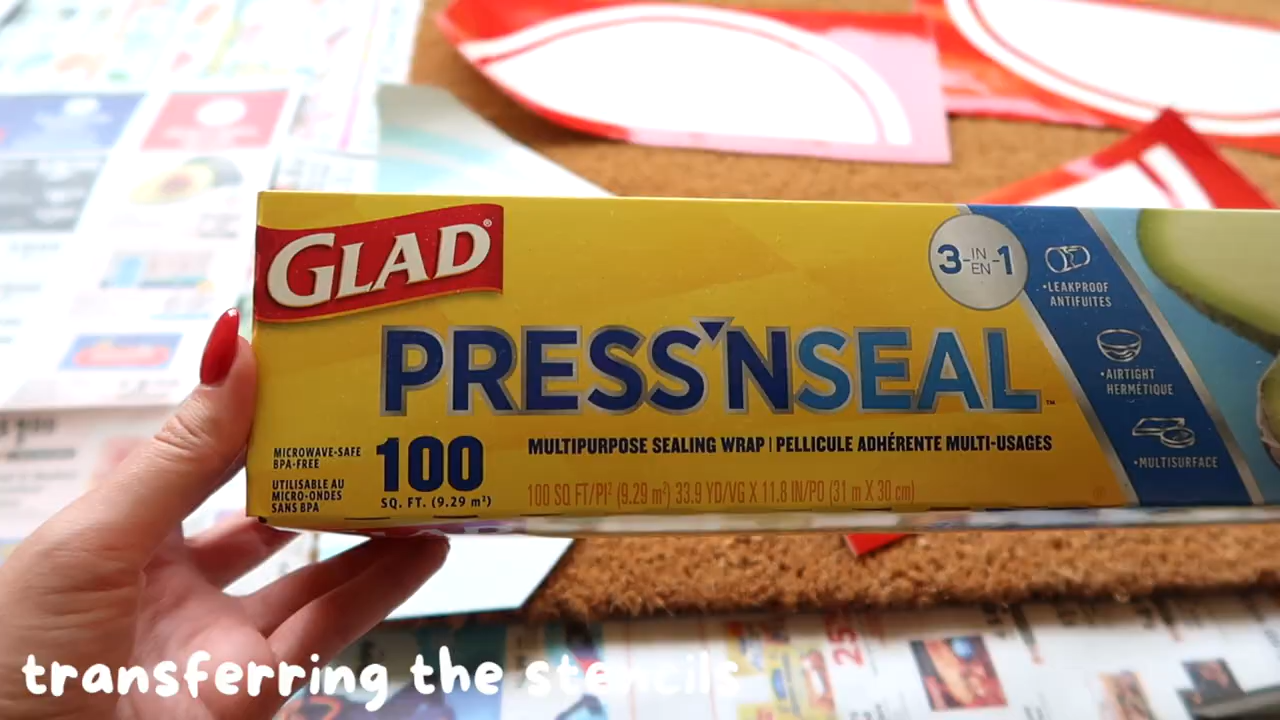 GLAD®
3-IN EN-1
•LEAKPROOF
ANTIFUITES
PRESS'NSEAL™
•AIRTIGHT
HERMÉTIQUE
•MULTISURFACE
MICROWAVE-SAFE
BPA-FREE
UTILISABLE AU
MICRO-ONDES
SANS BPA
100
SQ. FT. (9.29 m²)
MULTIPURPOSE SEALING WRAP | PELLICULE ADHÉRENTE MULTI-USAGES
100 SQ FT/PI² (9.29 m²) 33.9 YD/VG X 11.8 IN/PO (31 m X 30 cm)
transferring the stencils